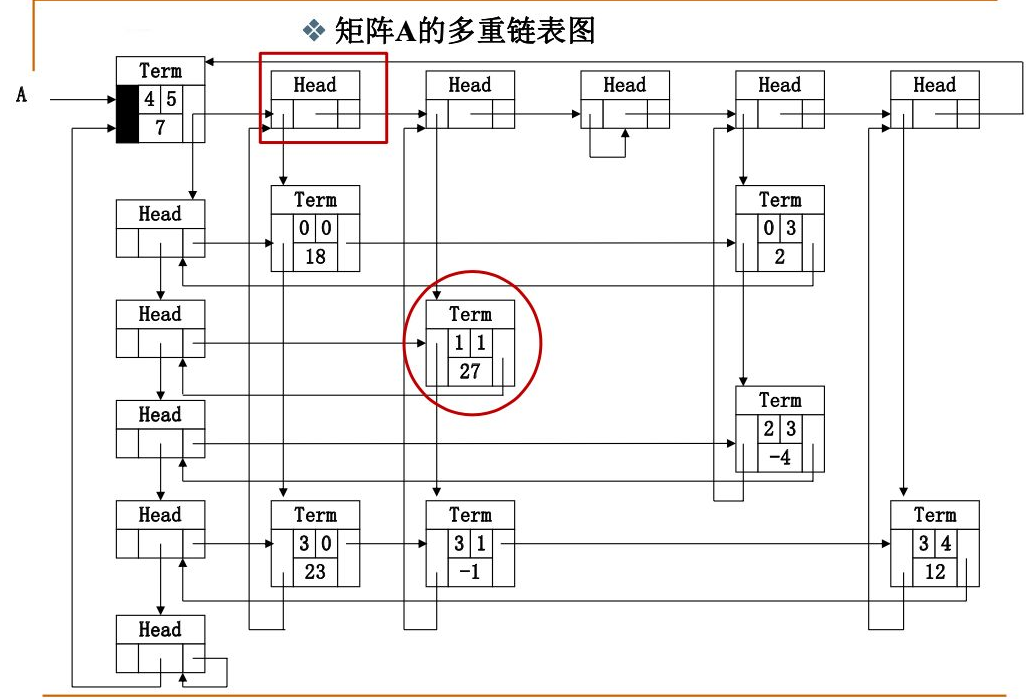 矩阵A的多重链表图
A
Term
4 5
7
Head
Head
Head
Head
Head
Head
Term
0 0
18
Term
0 3
2
Head
Term
1 1
27
Head
Term
2 3
-4
Head
Term
3 0
23
Term
3 1
-1
Term
3 4
12
Head